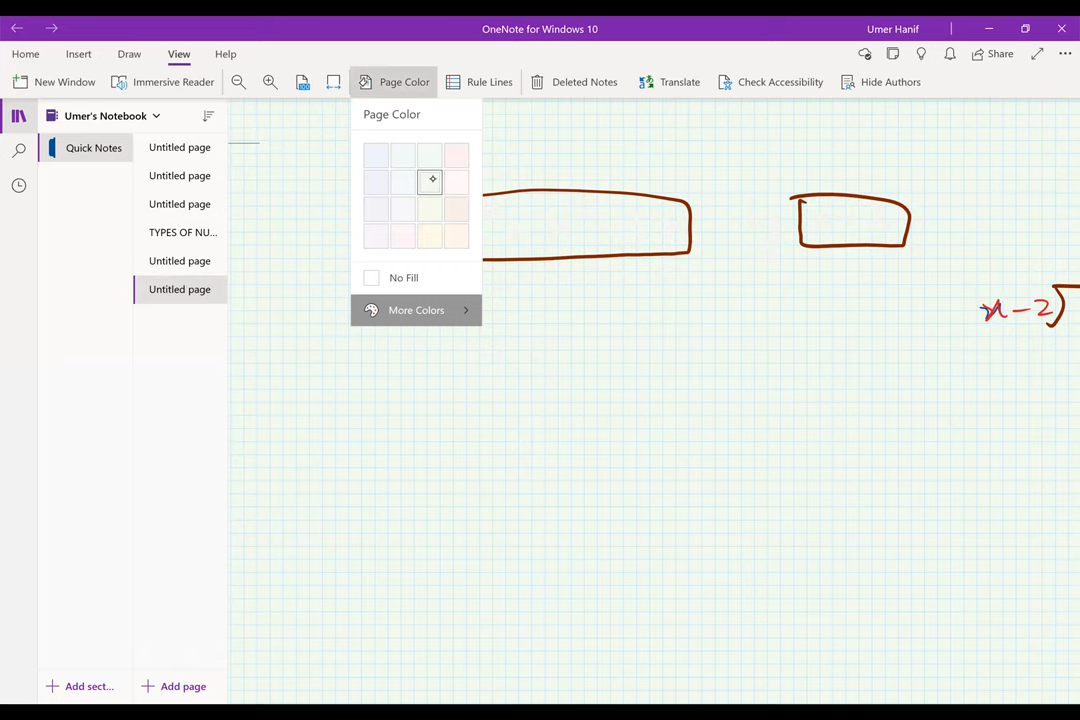 OneNote for Windows 10
Umer Hanif
Home Insert Draw View Help
Share
New Window Immersive Reader 100 Page Color Rule Lines Deleted Notes Translate Check Accessibility Hide Authors
Umer's Notebook
Quick Notes
Untitled page
Untitled page
Untitled page
TYPES OF NU...
Untitled page
Untitled page
Page Color
No Fill
More Colors
x - 2
Add sect...
Add page